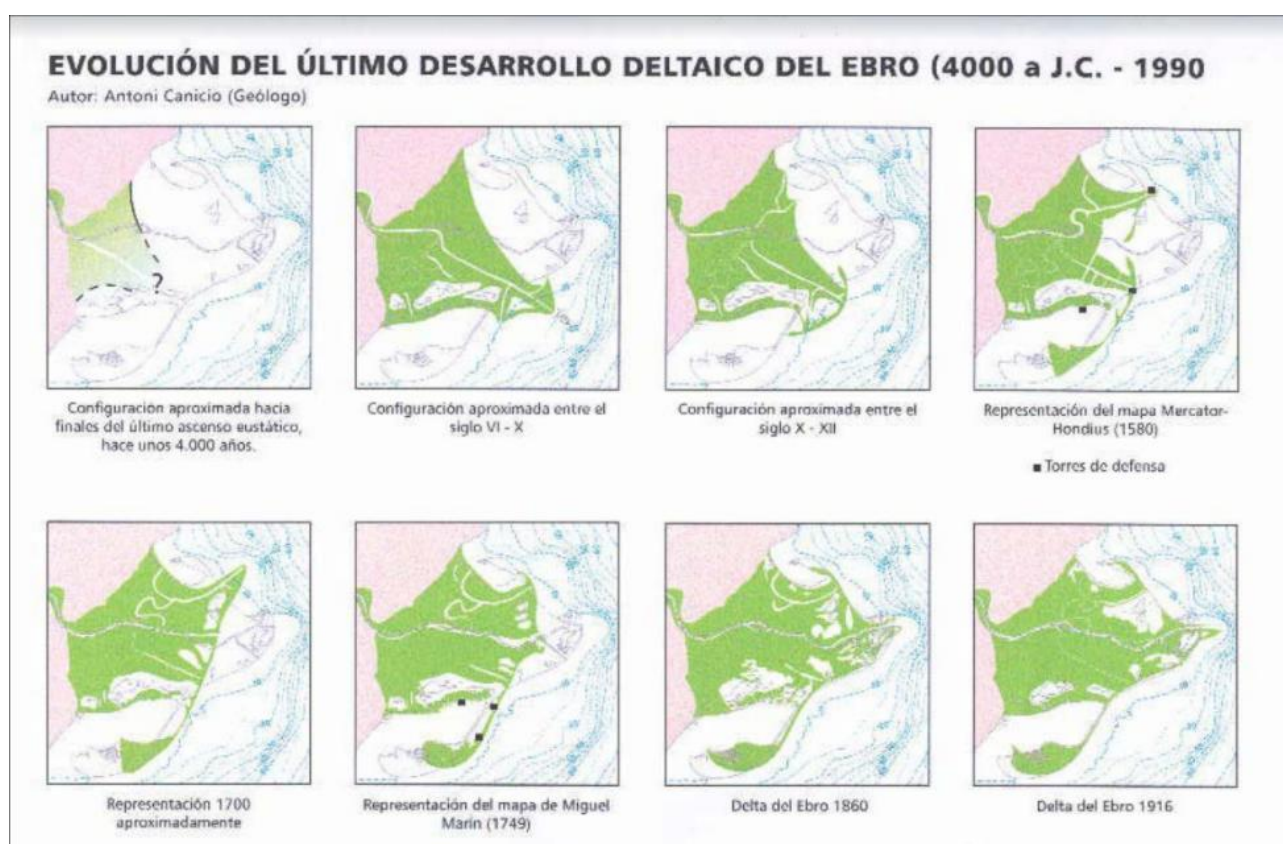 EVOLUCIÓN DEL ÚLTIMO DESARROLLO DELTAICO DEL EBRO (4000 a J.C. - 1990
Autor: Antoni Canicio (Geólogo)
?
Configuración aproximada hacia
finales del último ascenso eustático,
hace unos 4.000 años.
Configuración aproximada entre el
siglo VI - X
Configuración aproximada entre el
siglo X - XII
Representación del mapa Mercator-
Hondius (1580)
Torres de defensa
Representación 1700
aproximadamente
Representación del mapa de Miguel
Marin (1749)
Delta del Ebro 1860
Delta del Ebro 1916